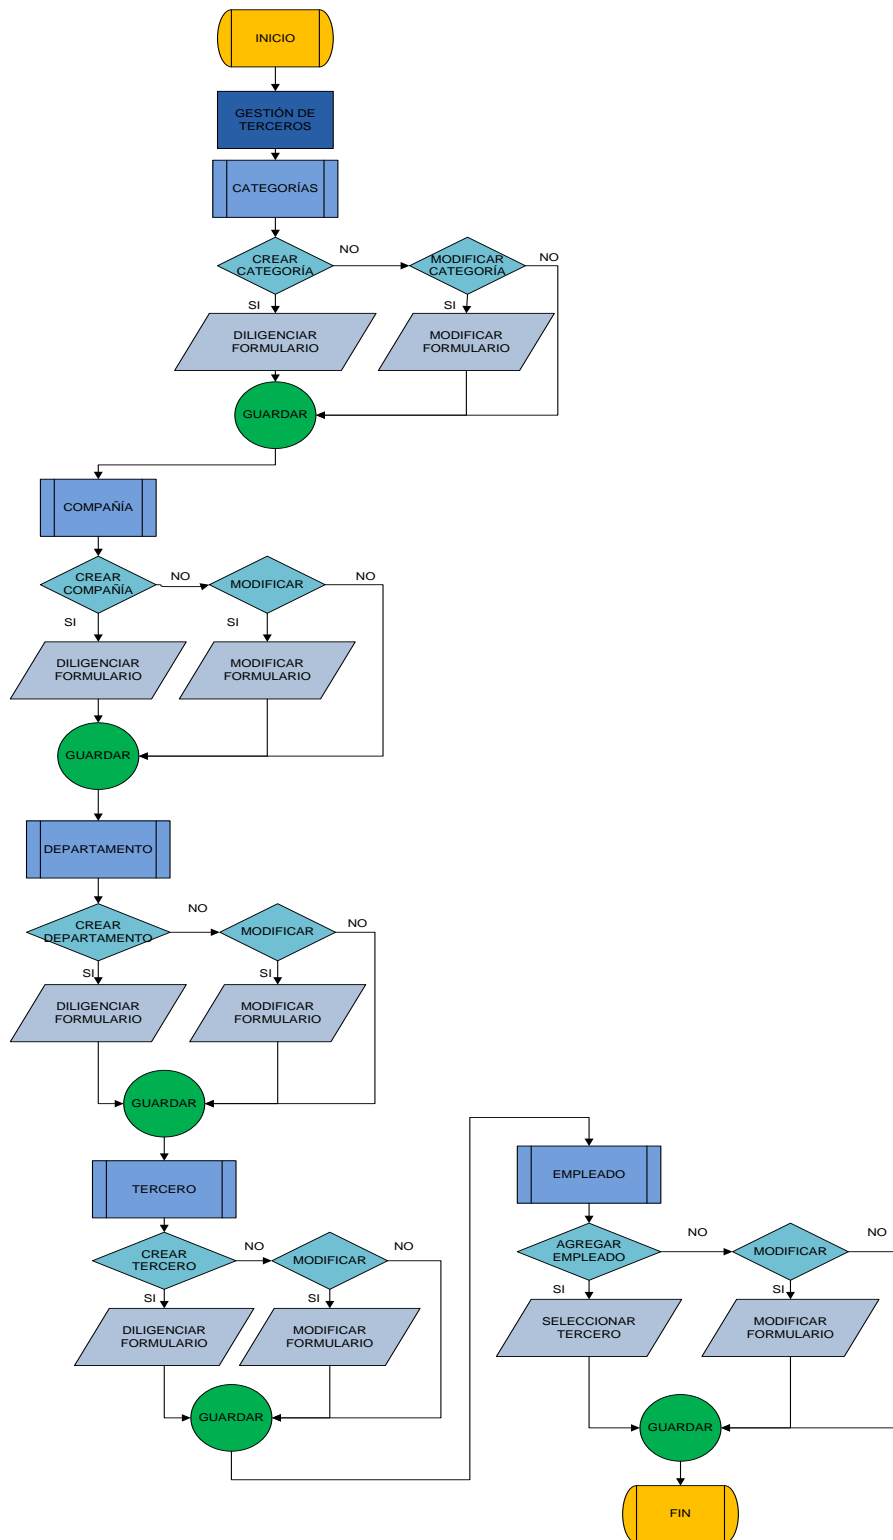 INICIO
GESTIÓN DE
TERCEROS
CATEGORÍAS
CREAR
CATEGORÍA
NO
MODIFICAR
CATEGORÍA
NO
SI
SI
DILIGENCIAR
FORMULARIO
MODIFICAR
FORMULARIO
GUARDAR
COMPAÑÍA
CREAR
COMPAÑÍA
NO
MODIFICAR
NO
SI
SI
DILIGENCIAR
FORMULARIO
MODIFICAR
FORMULARIO
GUARDAR
DEPARTAMENTO
CREAR
DEPARTAMENTO
NO
MODIFICAR
NO
SI
SI
DILIGENCIAR
FORMULARIO
MODIFICAR
FORMULARIO
GUARDAR
TERCERO
CREAR
TERCERO
NO
MODIFICAR
NO
SI
SI
DILIGENCIAR
FORMULARIO
MODIFICAR
FORMULARIO
GUARDAR
EMPLEADO
AGREGAR
EMPLEADO
NO
MODIFICAR
NO
SI
SI
SELECCIONAR
TERCERO
MODIFICAR
FORMULARIO
GUARDAR
FIN